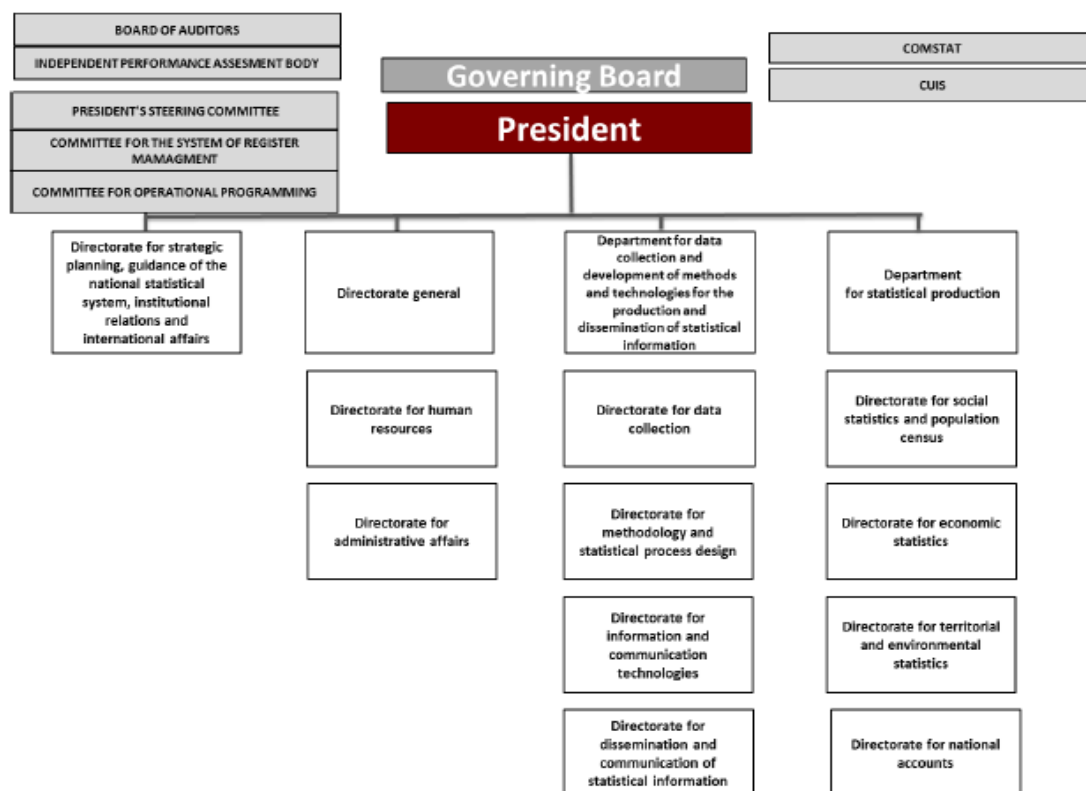 BOARD OF AUDITORS
INDEPENDENT PERFORMANCE ASSESMENT BODY
PRESIDENT'S STEERING COMMITTEE
COMMITTEE FOR THE SYSTEM OF REGISTER
MAMAGMENT
COMMITTEE FOR OPERATIONAL PROGRAMMING
Governing Board
President
COMSTAT
CUIS
Directorate for strategic
planning, guidance of the
national statistical
system, institutional
relations and
international affairs
Directorate general
Department for data
collection and
development of methods
and technologies for the
production and
dissemination of statistical
information
Department
for statistical production
Directorate for human
resources
Directorate for data
collection
Directorate for social
statistics and population
census
Directorate for
administrative affairs
Directorate for
methodology and
statistical process design
Directorate for economic
statistics
Directorate for
information and
communication
technologies
Directorate for territorial
and environmental
statistics
Directorate for
dissemination and
communication of
statistical information
Directorate for national
accounts